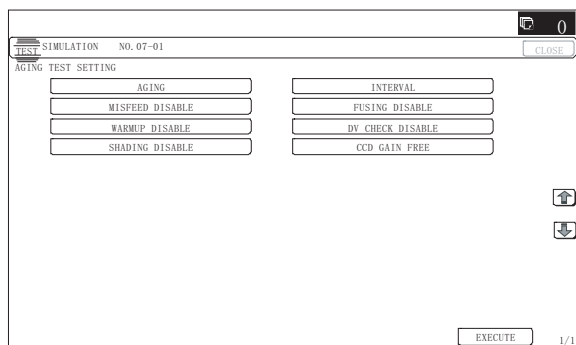 0
TEST SIMULATION NO. 07-01 CLOSE
AGING TEST SETTING
AGING INTERVAL
MISFEED DISABLE FUSING DISABLE
WARMUP DISABLE DV CHECK DISABLE
SHADING DISABLE CCD GAIN FREE
EXECUTE 1/1